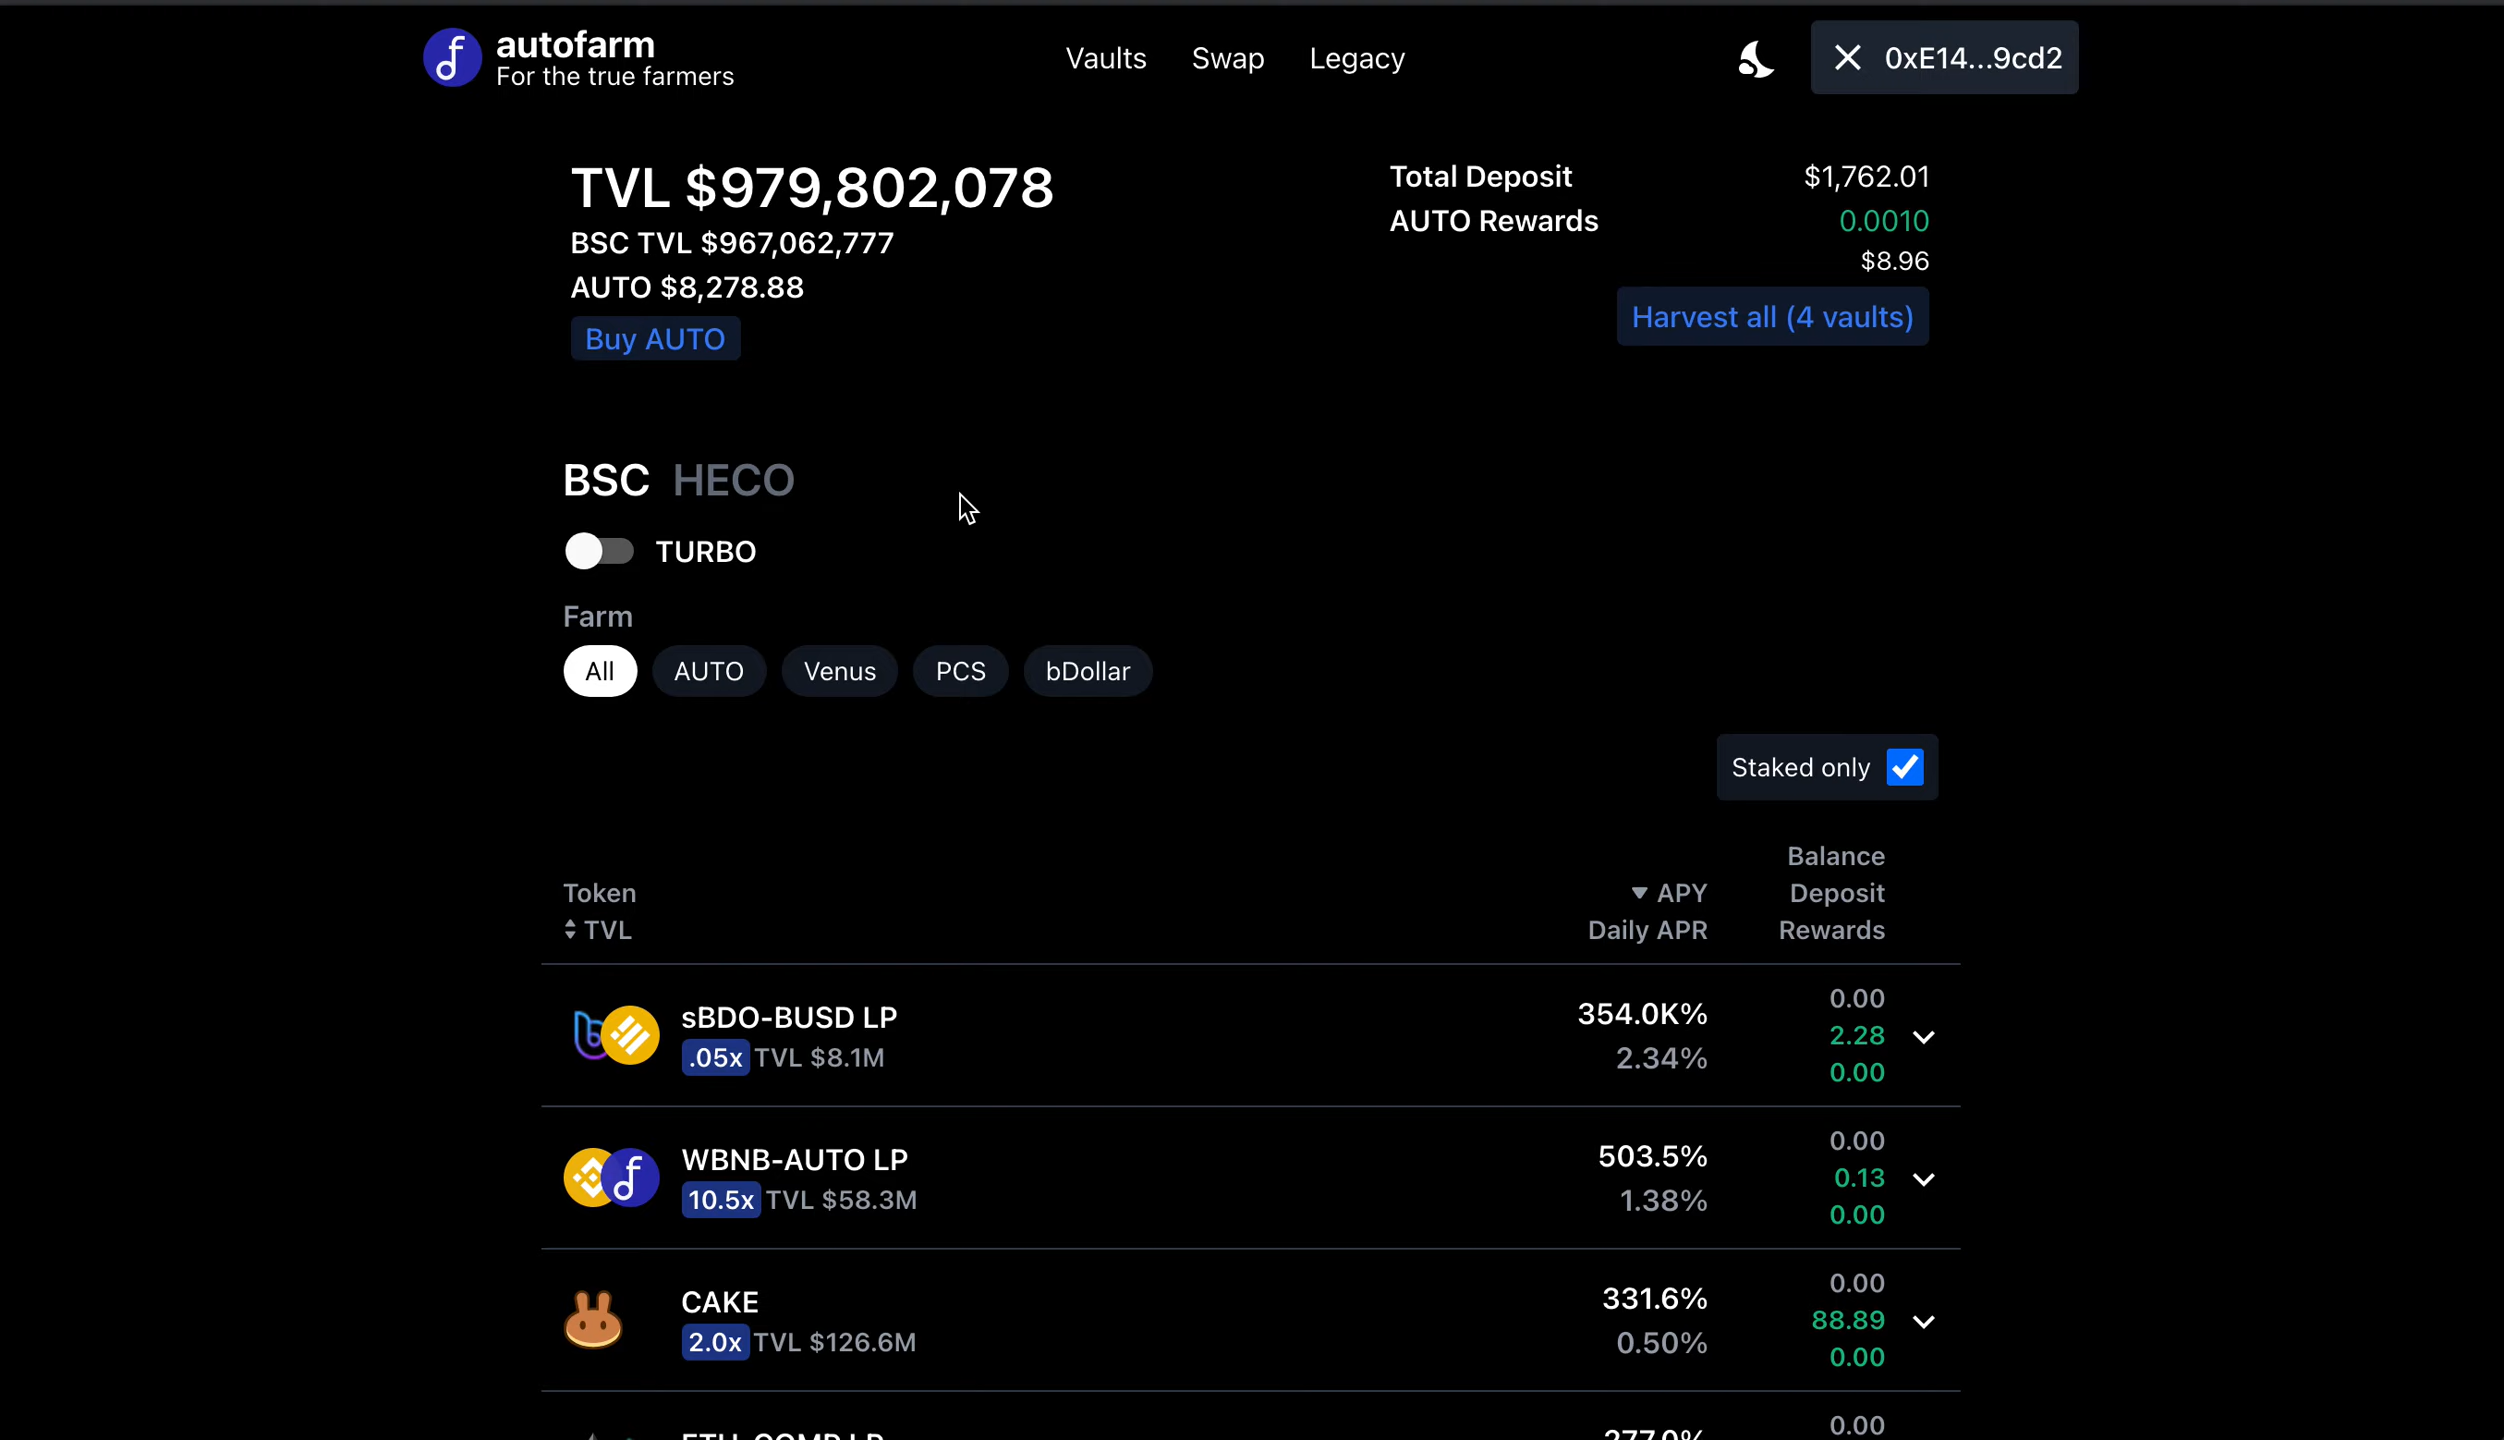 autofarm
For the true farmers
Vaults
Swap
Legacy
0xE14...9cd2
TVL $979,802,078
BSC TVL $967,062,777
AUTO $8,278.88
Buy AUTO
Total Deposit $1,762.01
AUTO Rewards 0.0010
$8.96
Harvest all (4 vaults)
BSC HECO
TURBO
Farm
All AUTO Venus PCS bDollar
Staked only
Token
TVL
APY
Daily APR
Balance
Deposit
Rewards
sBDO-BUSD LP
.05x TVL $8.1M
354.0K%
2.34%
0.00
2.28
0.00
WBNB-AUTO LP
10.5x TVL $58.3M
503.5%
1.38%
0.00
0.13
0.00
CAKE
2.0x TVL $126.6M
331.6%
0.50%
0.00
88.89
0.00
0.00